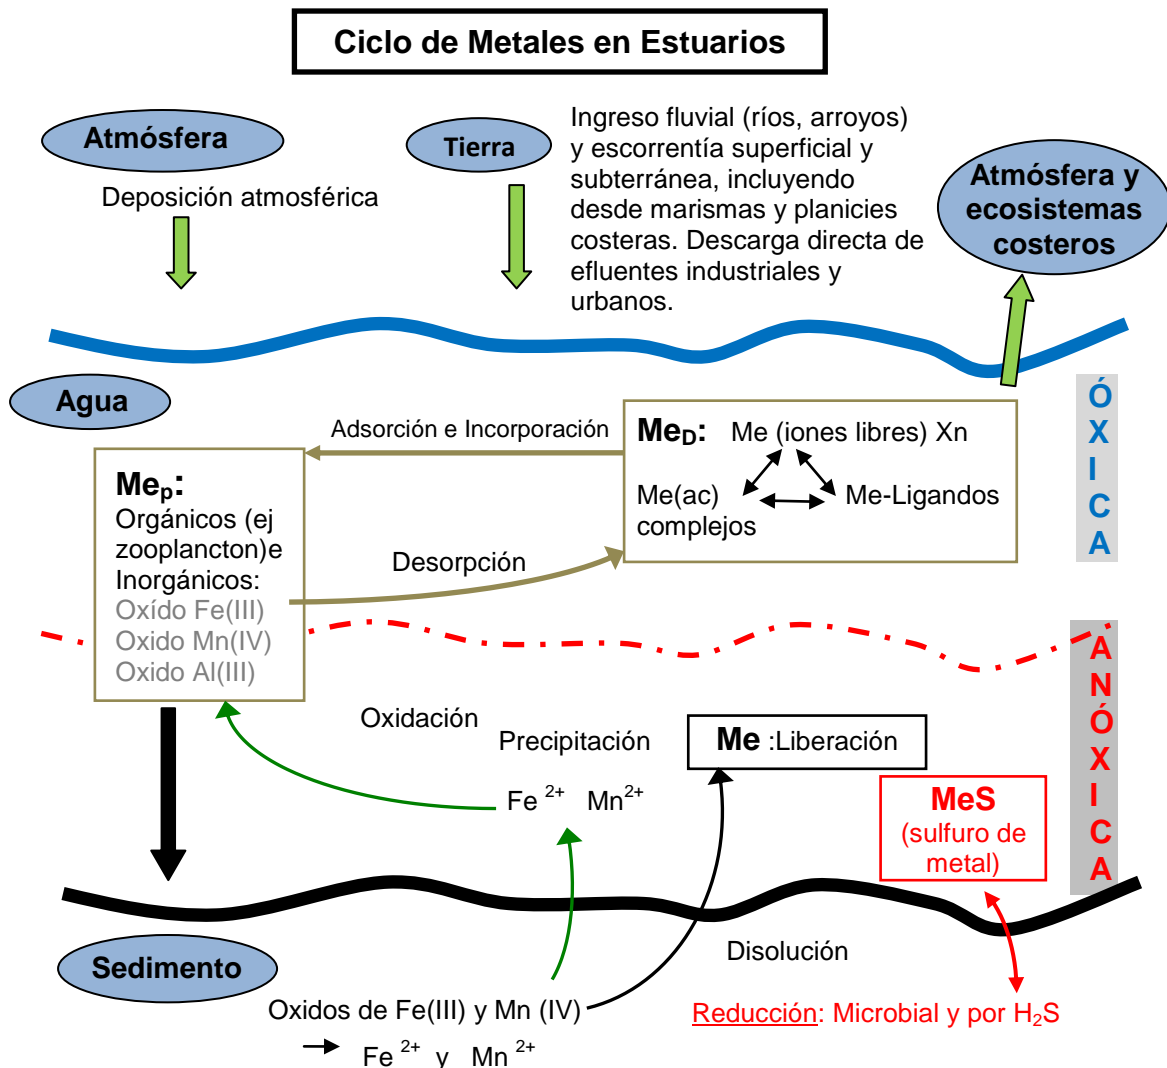 Ciclo de Metales en Estuarios
Atmósfera
Deposición atmosférica
Tierra
Ingreso fluvial (ríos, arroyos)
y escorrentía superficial y
subterránea, incluyendo
desde marismas y planicies
costeras. Descarga directa de
efluentes industriales y
urbanos.
Atmósfera y
ecosistemas
costeros
Agua
ÓXICA
Adsorción e Incorporación
MeD: Me (iones libres) Xn
Me(ac)
complejos
Me-Ligandos
Mep:
Orgánicos (ej
zooplancton)e
Inorgánicos:
Oxído Fe(III)
Oxido Mn(IV)
Oxido Al(III)
Desorpción
ANÓXICA
Oxidación
Precipitación
Fe 2+ Mn2+
Me :Liberación
MeS
(sulfuro de
metal)
Sedimento
Disolución
Oxidos de Fe(III) y Mn (IV)
Fe 2+ y Mn 2+
Reducción: Microbial y por H2S